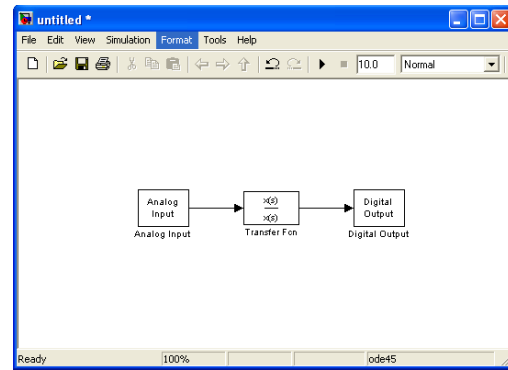 untitled *
File Edit View Simulation Format Tools Help
10.0 Normal
Analog
Input
x(s)
x(s)
Digital
Output
Analog Input Transfer Fcn Digital Output
Ready 100% ode45